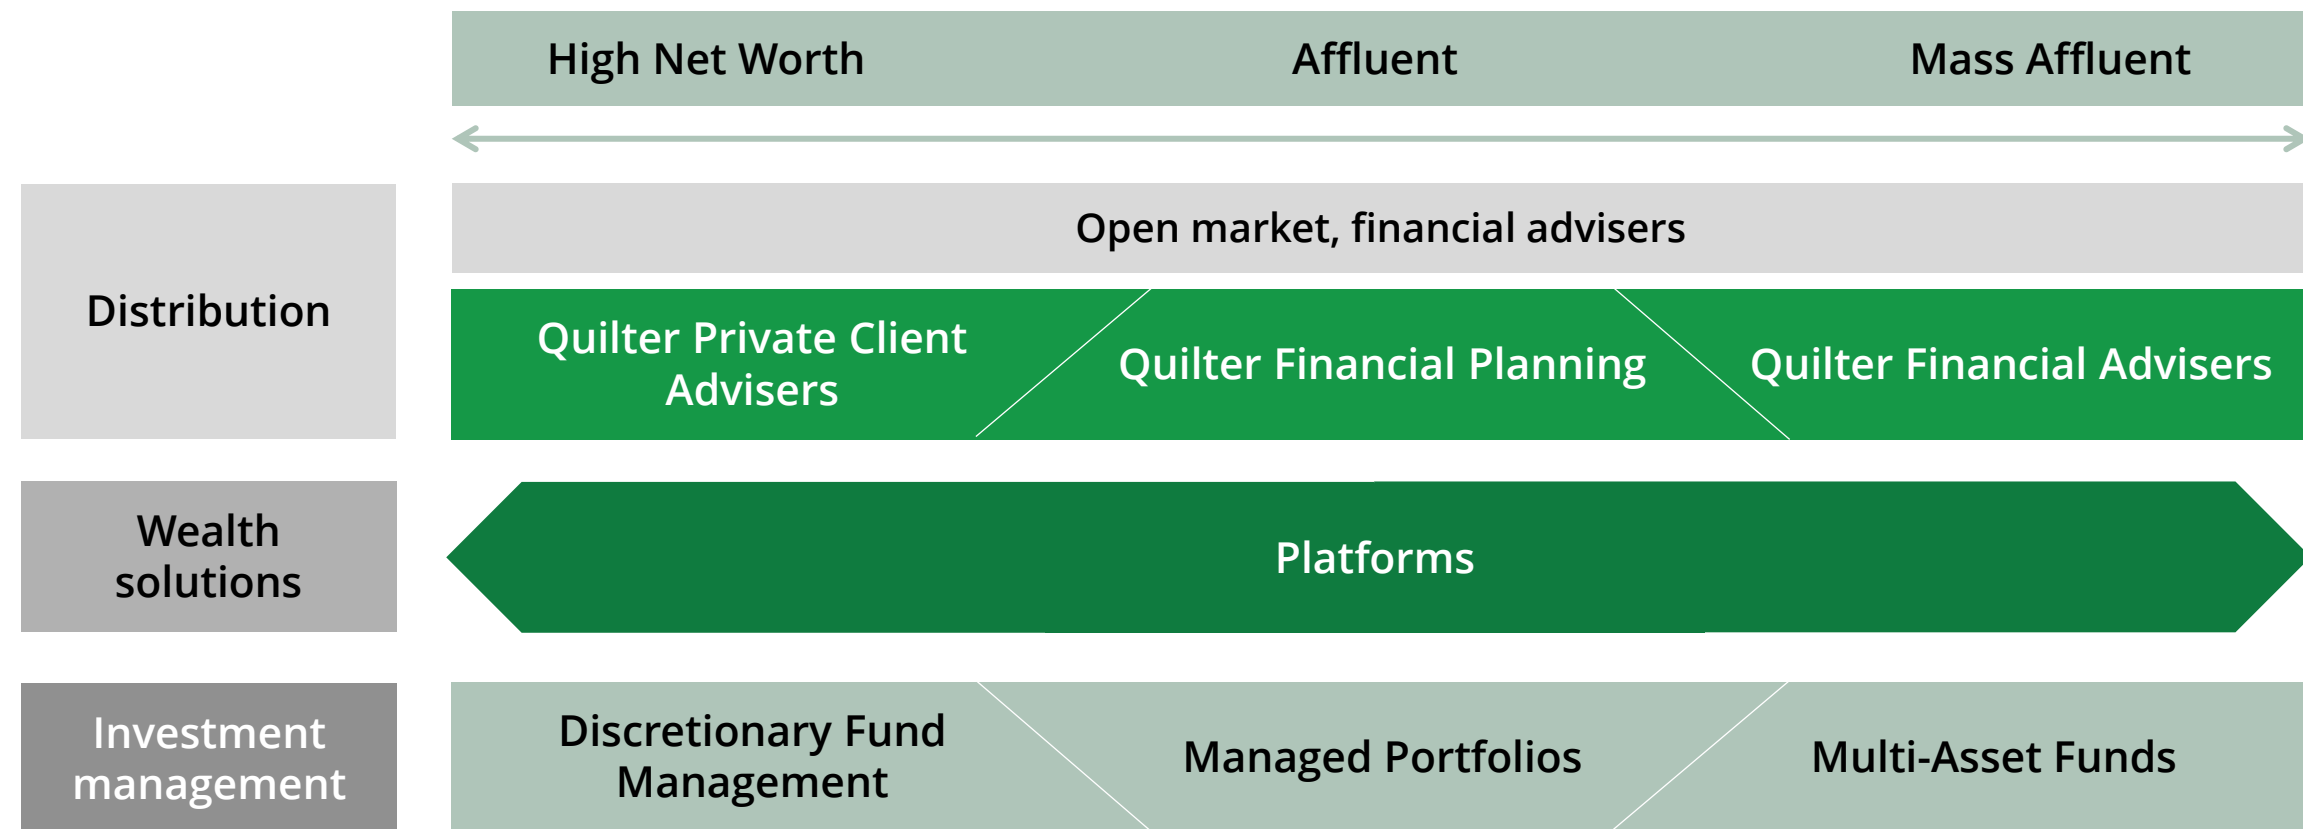 High Net Worth
Affluent
Mass Affluent
Distribution
Open market, financial advisers
Quilter Private Client
Advisers
Quilter Financial Planning
Quilter Financial Advisers
Wealth
solutions
Platforms
Investment
management
Discretionary Fund
Management
Managed Portfolios
Multi-Asset Funds